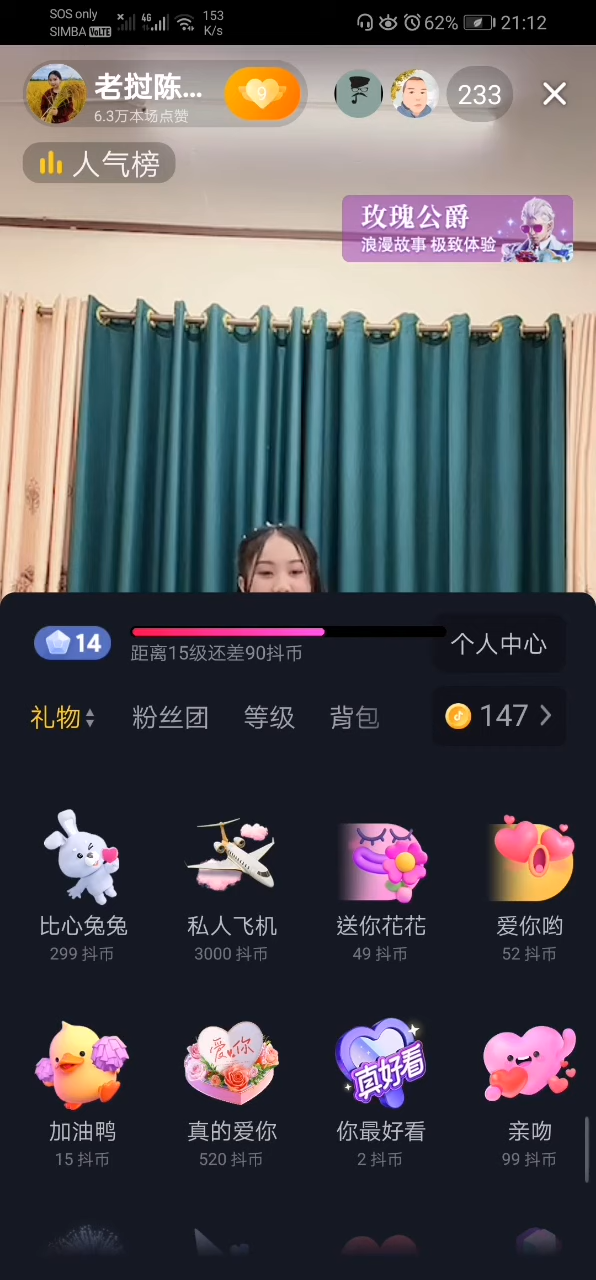 SOS only
SIMBA VoLTE
4G
153
K/s
62%
21:12
老挝陈...
6.3万本场点赞
9
233
人气榜
玫瑰公爵
浪漫故事 极致体验
14
距离15级还差90抖币
个人中心
礼物
粉丝团
等级
背包
147
比心兔兔
私人飞机
送你花花
爱你哟
299 抖币
3000 抖币
49 抖币
52 抖币
爱你
真好看
加油鸭
真的爱你
你最好看
亲吻
15 抖币
520 抖币
2 抖币
99 抖币